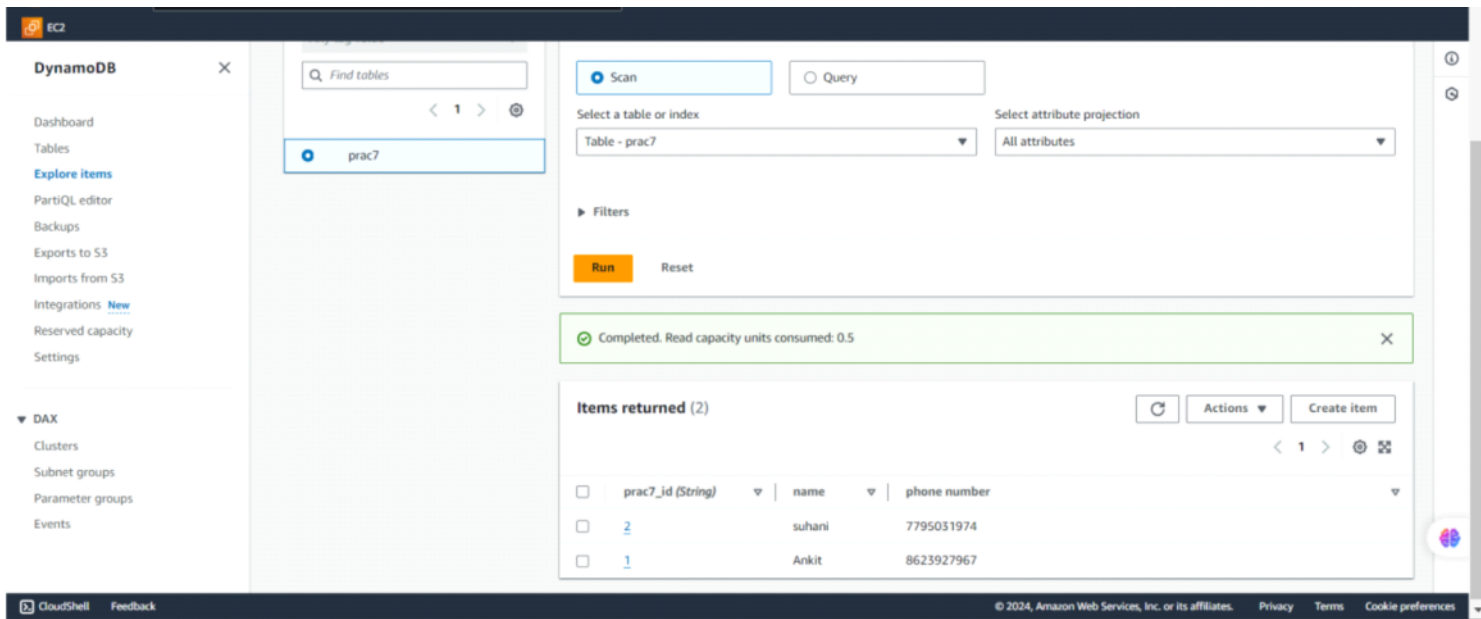 EC2
DynamoDB
Dashboard
Tables
Explore items
PartiQL editor
Backups
Exports to S3
Imports from S3
Integrations New
Reserved capacity
Settings
DAX
Clusters
Subnet groups
Parameter groups
Events
Find tables
1
prac7
Scan
Query
Select a table or index
Select attribute projection
Table - prac7
All attributes
Filters
Run Reset
Completed. Read capacity units consumed: 0.5
Items returned (2)
Actions
Create item
1
prac7_id (String) name phone number
2 suhani 7795031974
1 Ankit 8623927967
CloudShell Feedback © 2024, Amazon Web Services, Inc. or its affiliates. Privacy Terms Cookie preferences